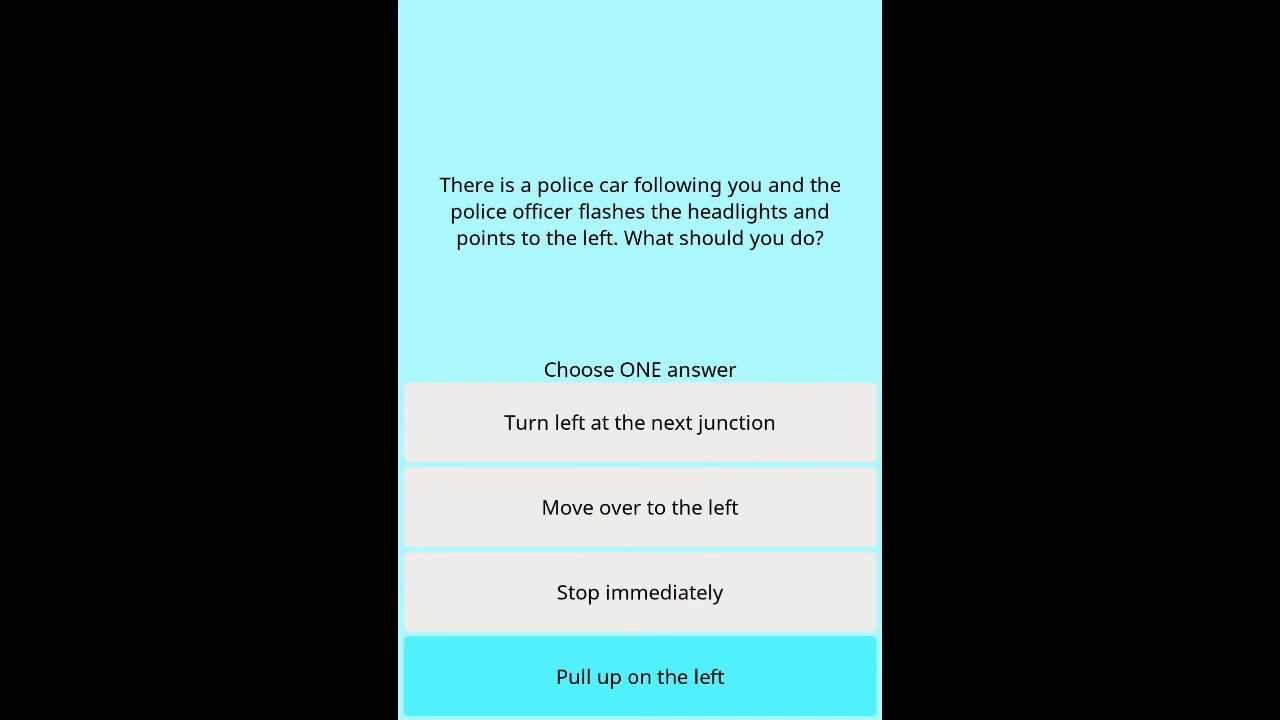 There is a police car following you and the
police officer flashes the headlights and
points to the left. What should you do?
Choose ONE answer
Turn left at the next junction
Move over to the left
Stop immediately
Pull up on the left